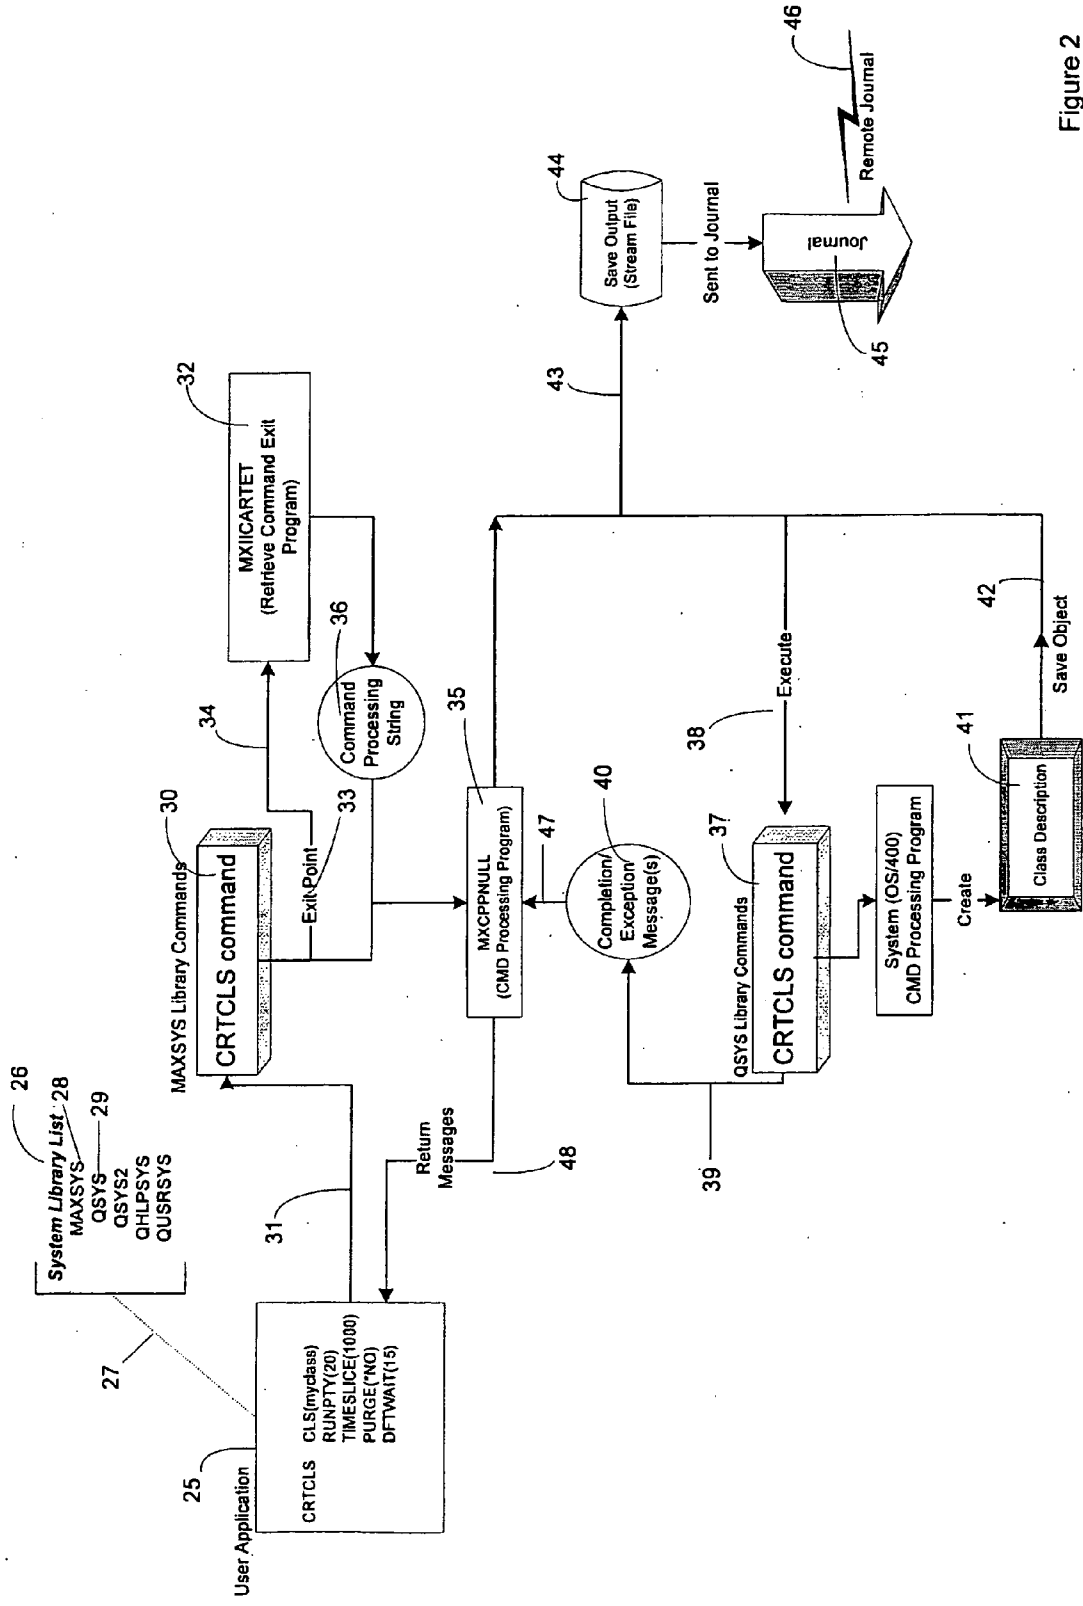 26
System Library List
28
MAXSYS
29
QSYS
QSYS2
QHLPSYS
QUSRSYS
27
User Application
25
CRTCLS CLS(myclass)
RUNPTY(20)
TIMESLICE(1000)
PURGE(*NO)
DFTWAIT(15)
31
MAXSYS Library Commands
30
CRTCLS command
Exit Point
33
34
32
MXIICARTET
(Retrieve Command Exit
Program)
36
Command
Processing
String
35
MXCPPNULL
(CMD Processing Program)
Return
Messages
48
47
40
Completion/
Exception
Message(s)
39
QSYS Library Commands
37
CRTCLS command
38
Execute
System (OS/400)
CMD Processing Program
Create
41
Class Description
Save Object
42
43
44
Save Output
(Stream File)
Sent to Journal
Journal
45
46
Remote Journal
Figure 2